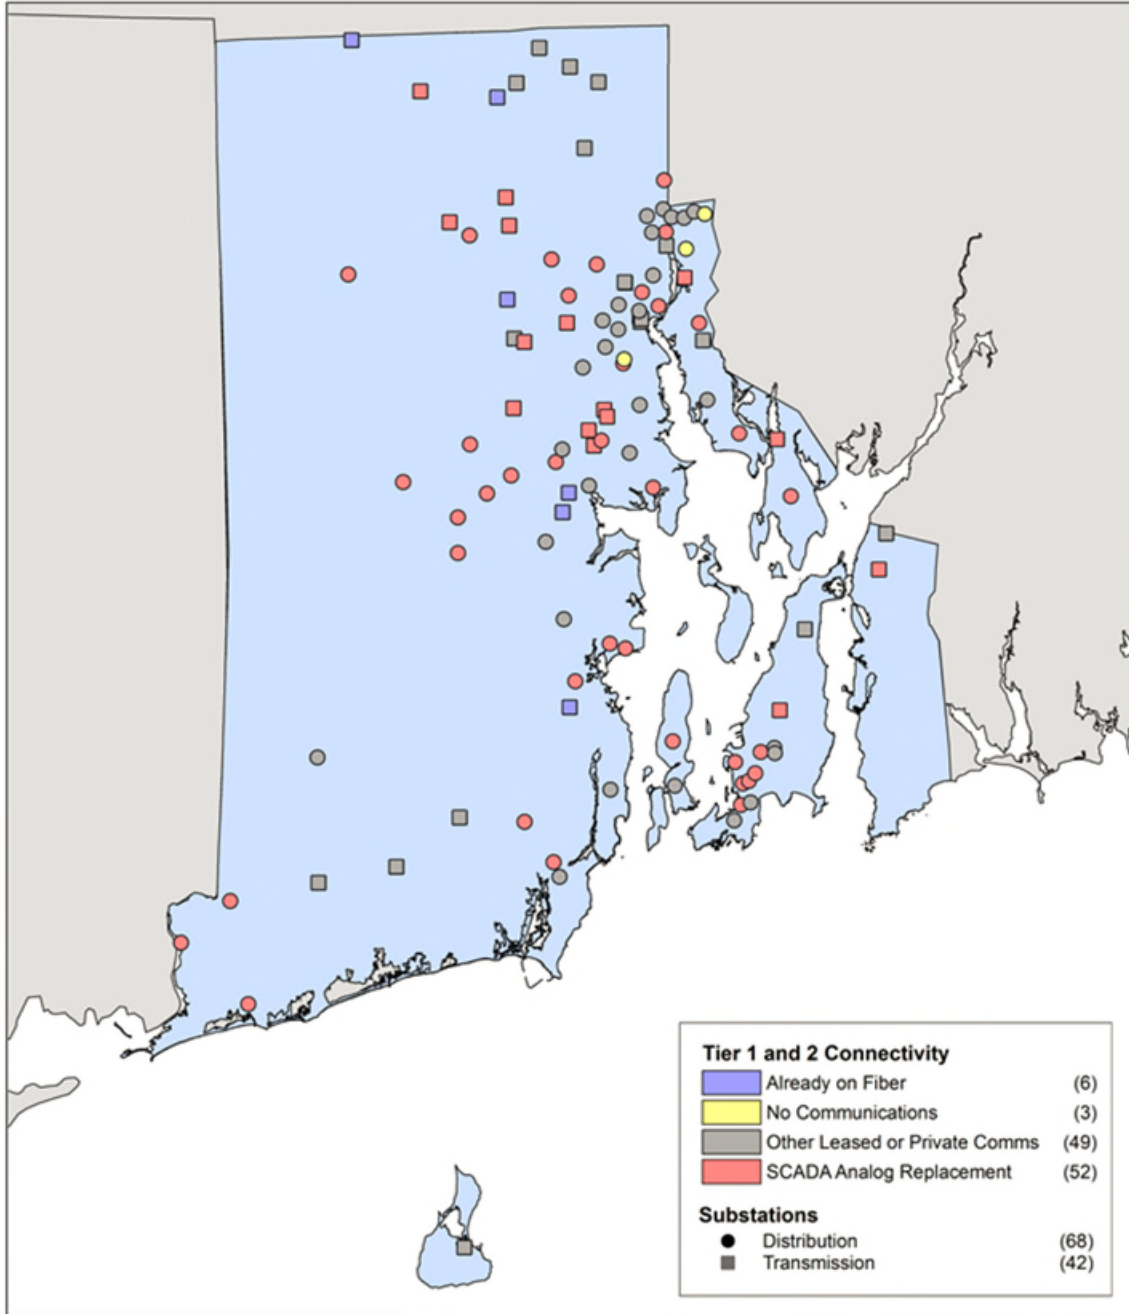 Tier 1 and 2 Connectivity
Already on Fiber (6)
No Communications (3)
Other Leased or Private Comms (49)
SCADA Analog Replacement (52)
Substations
Distribution (68)
Transmission (42)